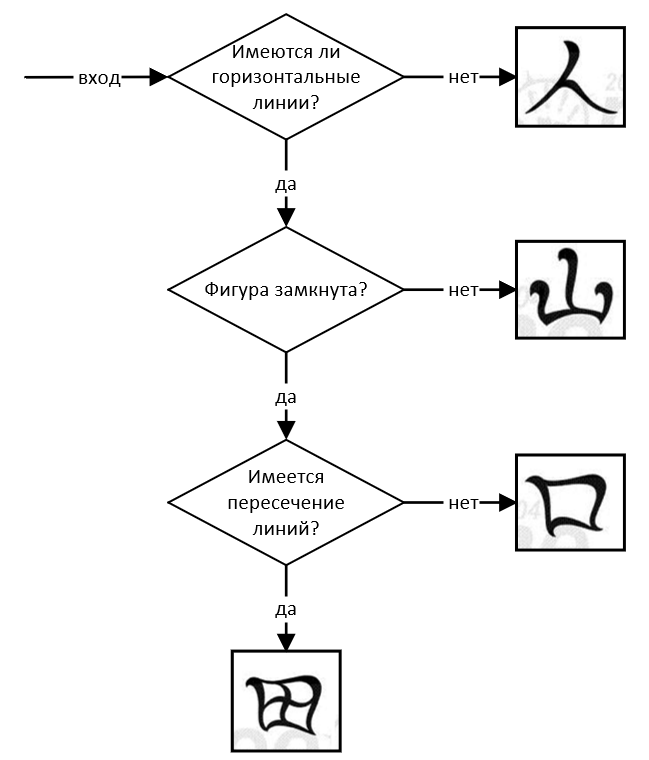 Имеются ли
горизонтальные
линии?
вход
нет
人
да
Фигура замкнута?
нет
山
да
Имеется
пересечение
линий?
нет
口
да
田